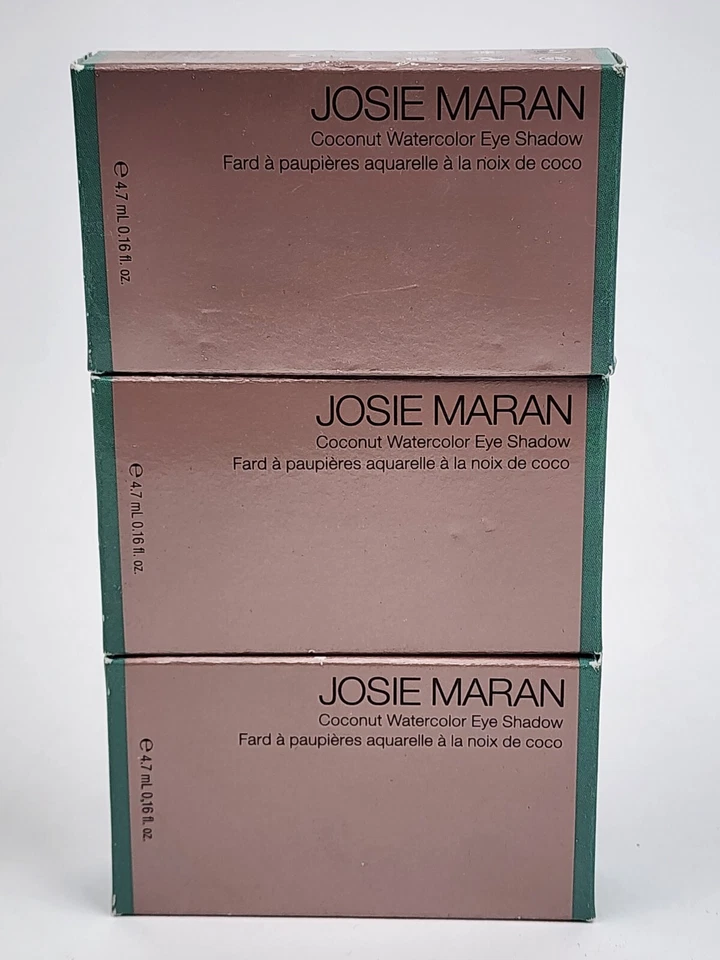 JOSIE MARAN
Coconut Watercolor Eye Shadow
Fard à paupières aquarelle à la noix de coco
℮ 4.7 mL 0.16 fl. oz.
JOSIE MARAN
Coconut Watercolor Eye Shadow
Fard à paupières aquarelle à la noix de coco
℮ 4.7 mL 0.16 fl. oz.
JOSIE MARAN
Coconut Watercolor Eye Shadow
Fard à paupières aquarelle à la noix de coco
℮ 4.7 mL 0.16 fl. oz.